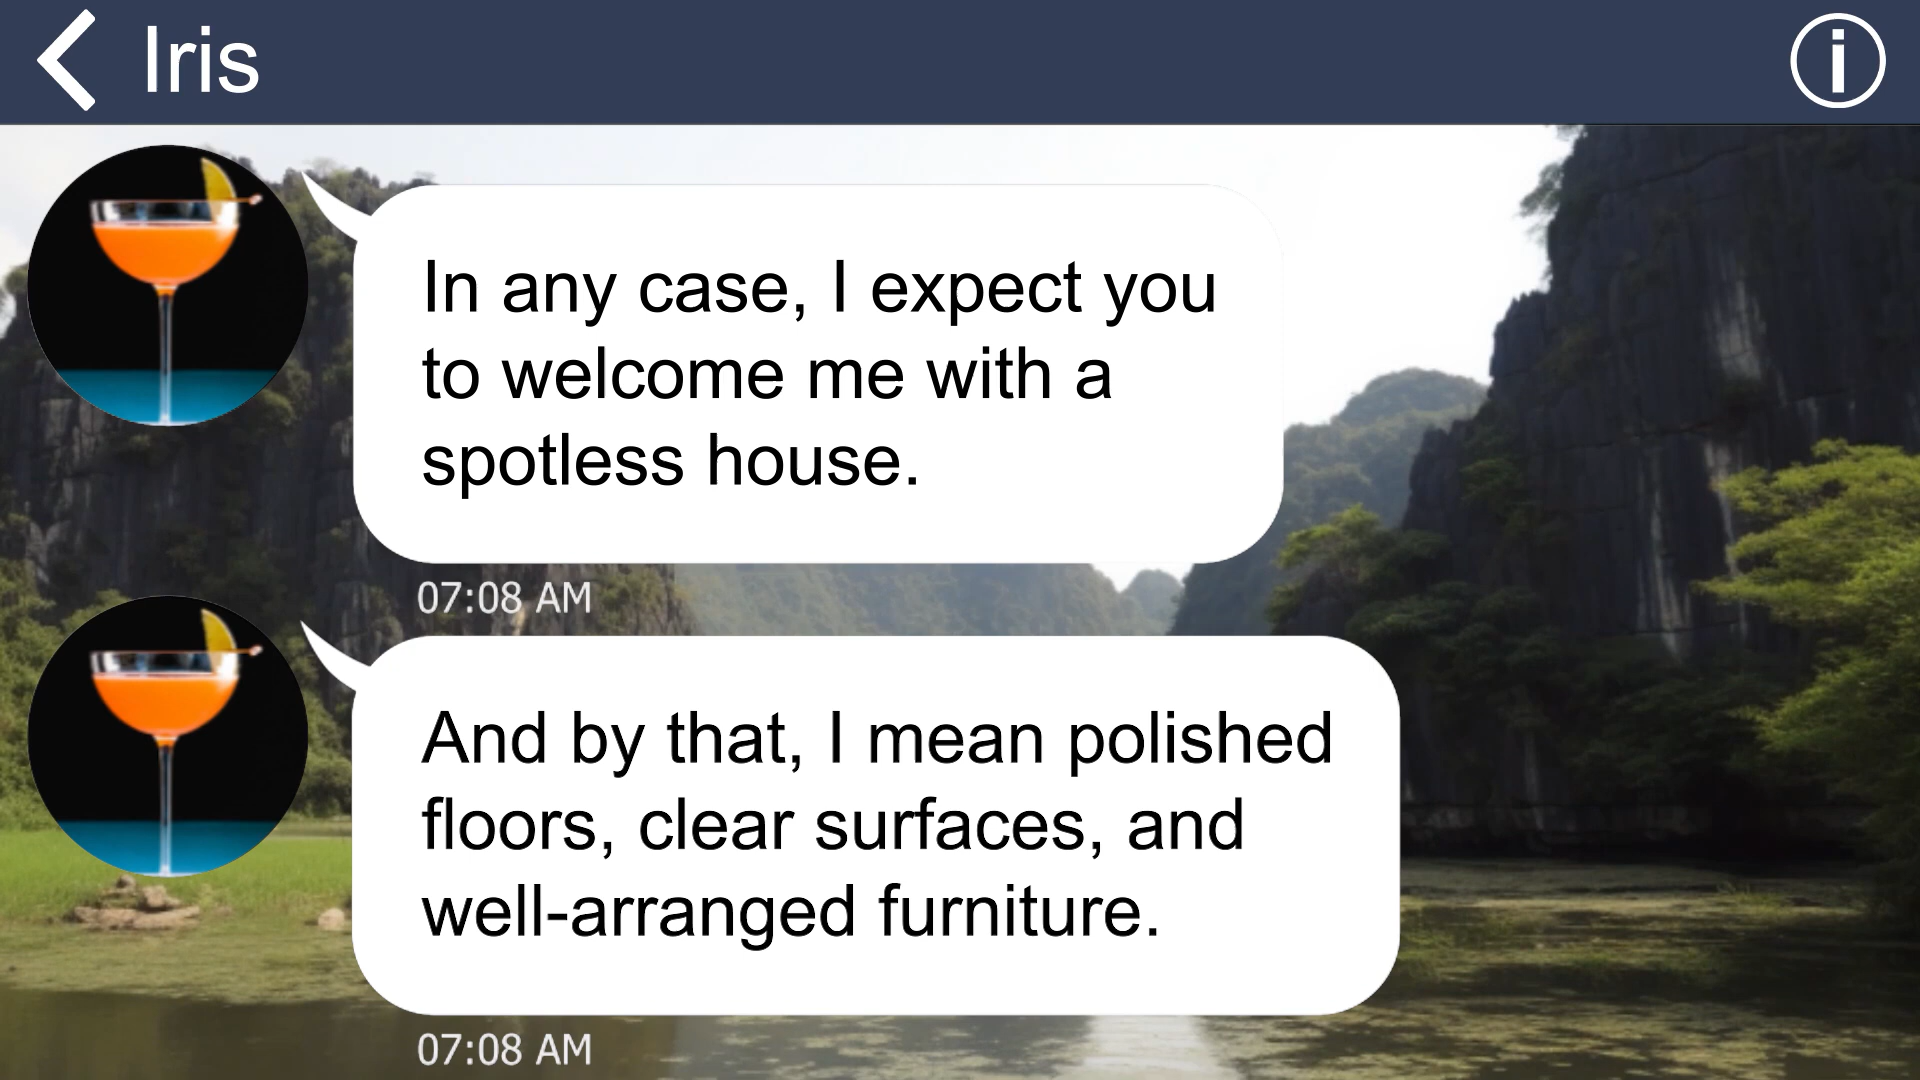 Iris
In any case, I expect you
to welcome me with a
spotless house.
07:08 AM
And by that, I mean polished
floors, clear surfaces, and
well-arranged furniture.
07:08 AM